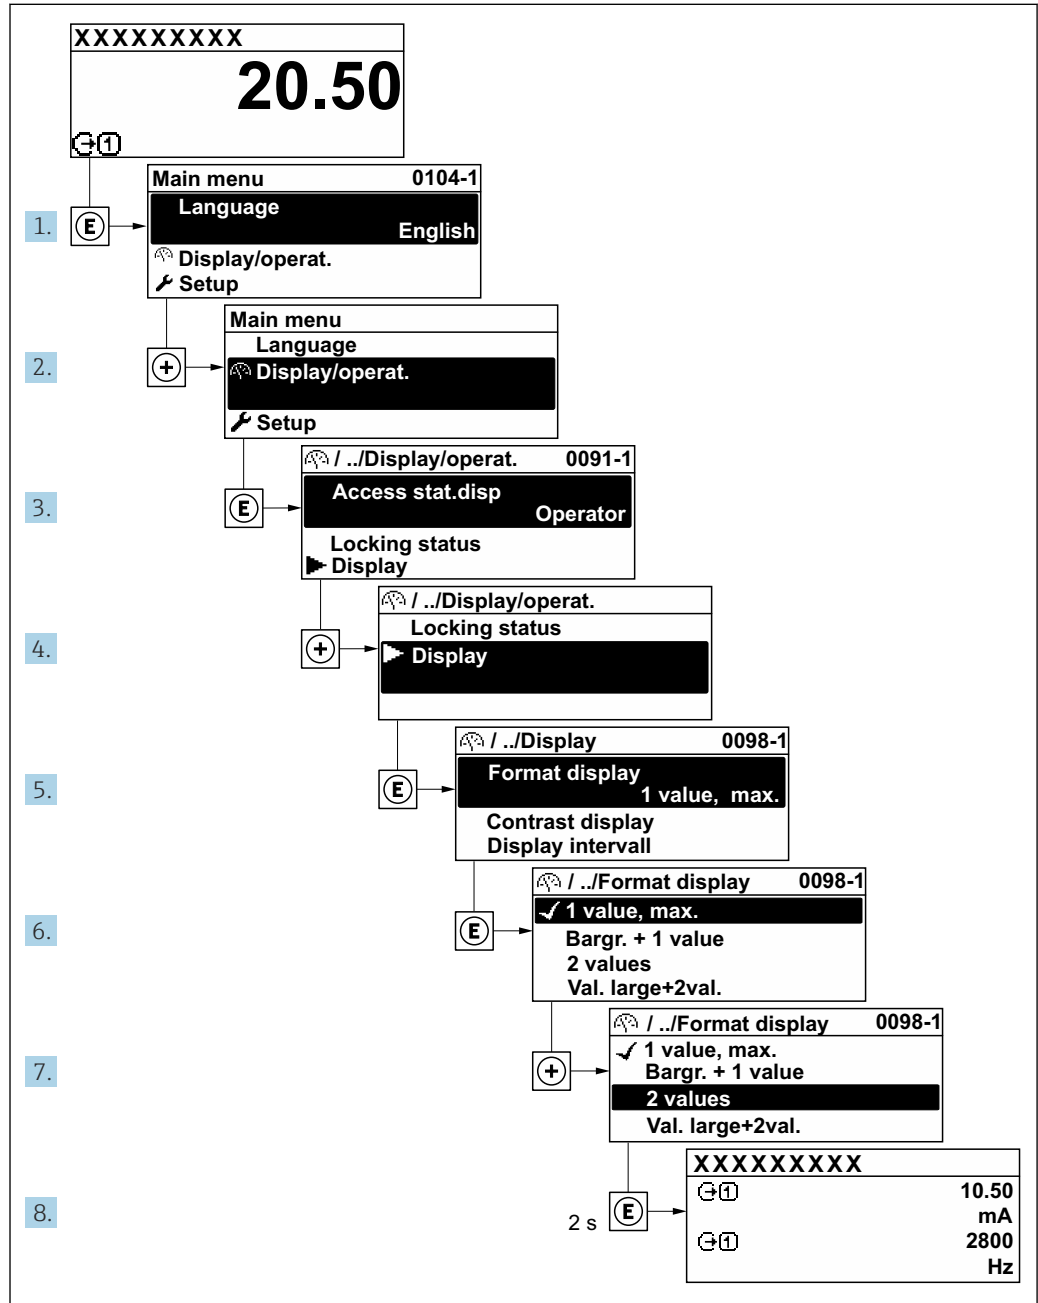 XXXXXXXXX
20.50
1
Main menu 0104-1
Language
English
Display/operat.
Setup
1. E
Main menu
Language
Display/operat.
Setup
2. +
/ ../Display/operat. 0091-1
Access stat.disp
Operator
Locking status
Display
3. E
/ ../Display/operat.
Locking status
Display
4. +
/ ../Display 0098-1
Format display
1 value, max.
Contrast display
Display intervall
5. E
/ ../Format display 0098-1
1 value, max.
Bargr. + 1 value
2 values
Val. large+2val.
6. E
/ ../Format display 0098-1
1 value, max.
Bargr. + 1 value
2 values
Val. large+2val.
7. +
XXXXXXXXX
1 10.50
mA
1 2800
Hz
8. 2 s E